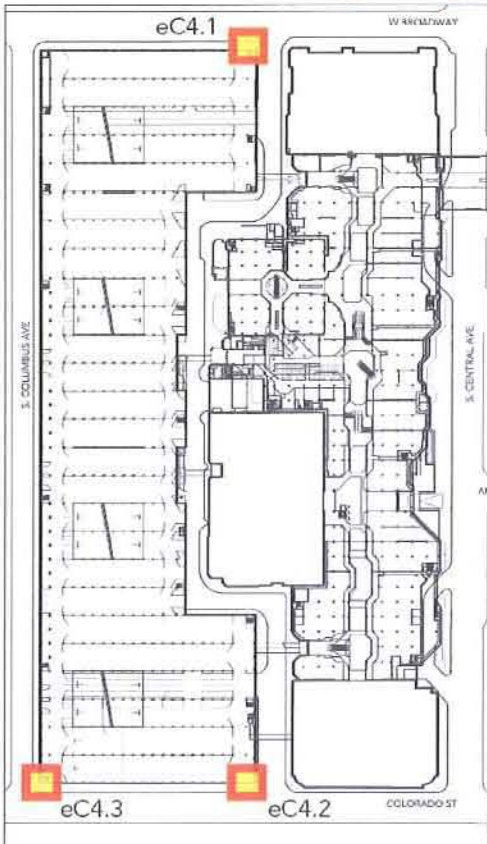 eC4.1
W BROADWAY
S. COLUMBUS AVE
S. CENTRAL AVE
eC4.3
eC4.2
COLORADO ST